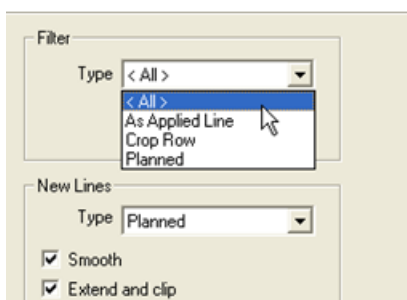 Filter
Type < All >
< All >
As Applied Line
Crop Row
Planned
New Lines
Type Planned
Smooth
Extend and clip